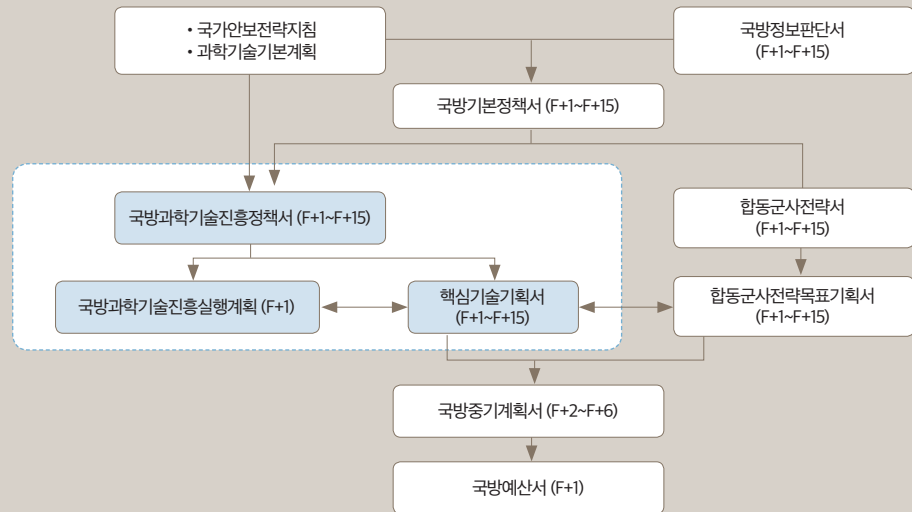 • 국가안보전략지침
• 과학기술기본계획
국방정보판단서
(F+1~F+15)
국방기본정책서 (F+1~F+15)
국방과학기술진흥정책서 (F+1~F+15)
합동군사전략서
(F+1~F+15)
국방과학기술진흥실행계획 (F+1)
핵심기술기획서
(F+1~F+15)
합동군사전략목표기획서
(F+1~F+15)
국방중기계획서 (F+2~F+6)
국방예산서 (F+1)